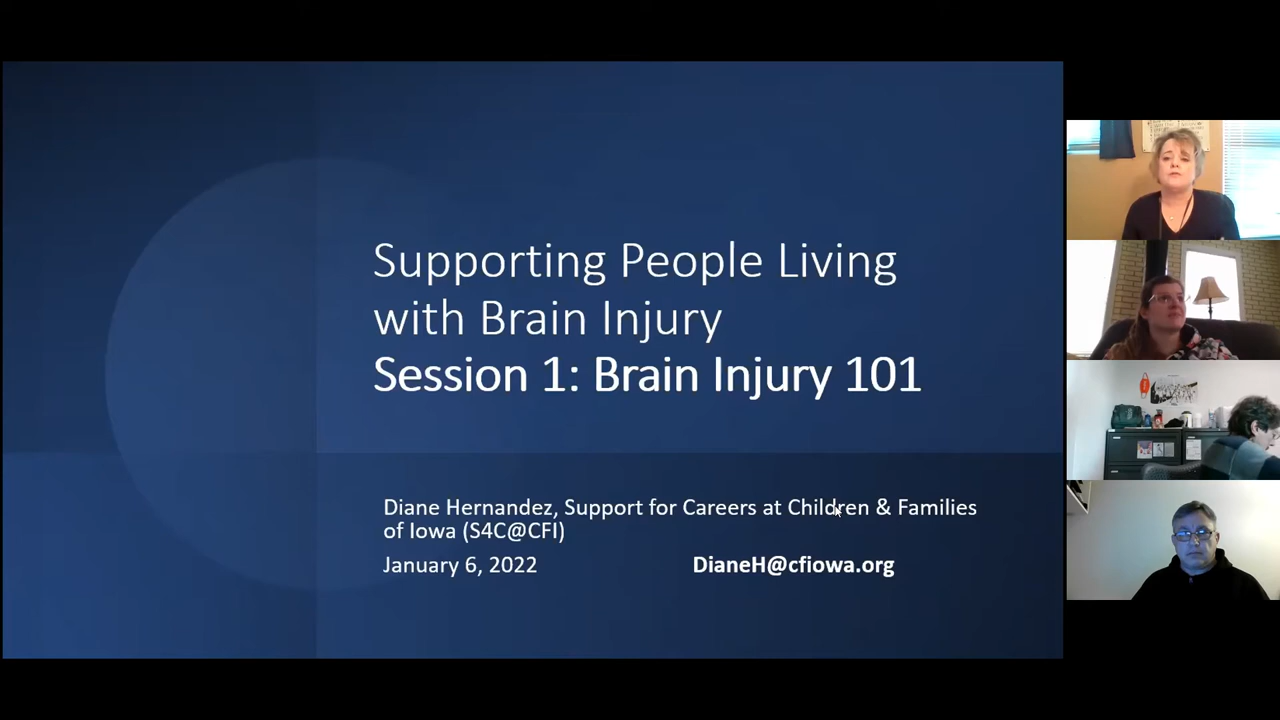 Supporting People Living
with Brain Injury
Session 1: Brain Injury 101
Diane Hernandez, Support for Careers at Children & Families
of Iowa (S4C@CFI)
January 6, 2022
DianeH@cfiowa.org